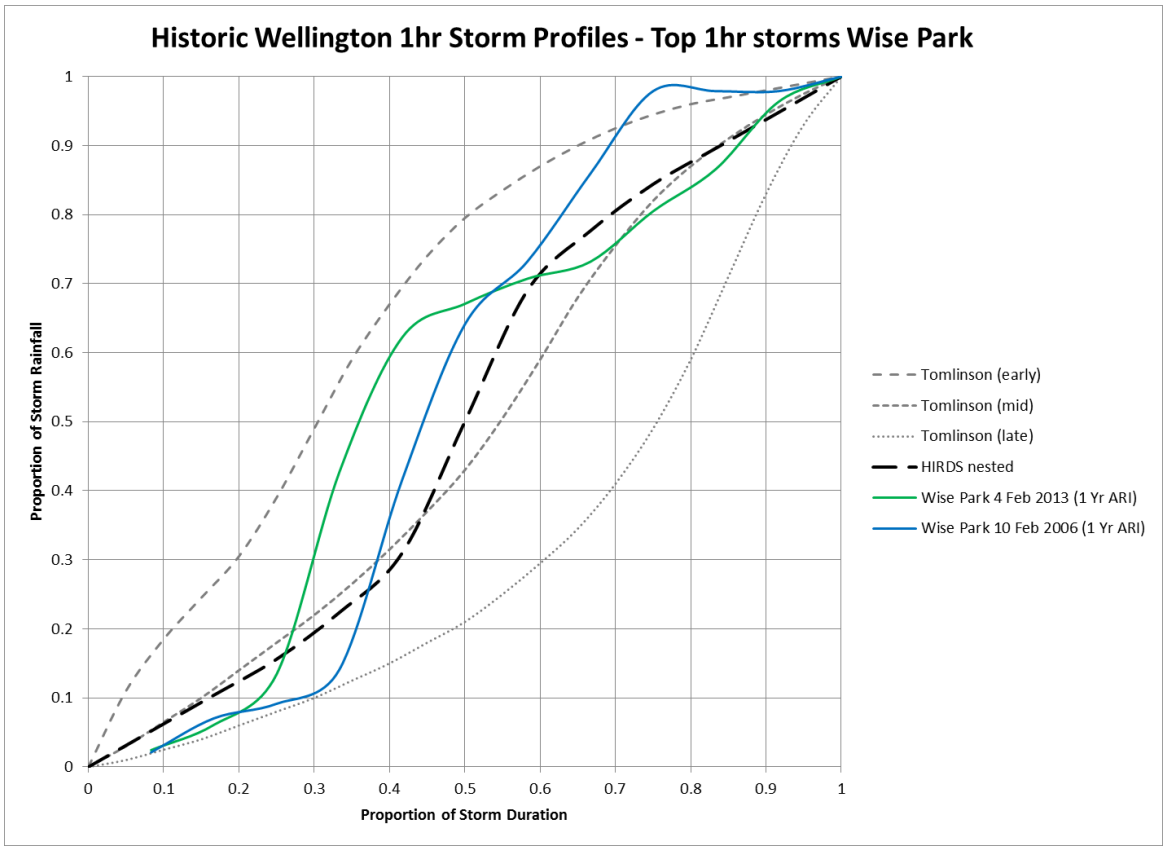 Historic Wellington 1hr Storm Profiles - Top 1hr storms Wise Park
1
0.9
0.8
0.7
0.6
0.5
0.4
0.3
0.2
0.1
0
Proportion of Storm Rainfall
0 0.1 0.2 0.3 0.4 0.5 0.6 0.7 0.8 0.9 1
Proportion of Storm Duration
Tomlinson (early)
Tomlinson (mid)
Tomlinson (late)
HIRDS nested
Wise Park 4 Feb 2013 (1 Yr ARI)
Wise Park 10 Feb 2006 (1 Yr ARI)